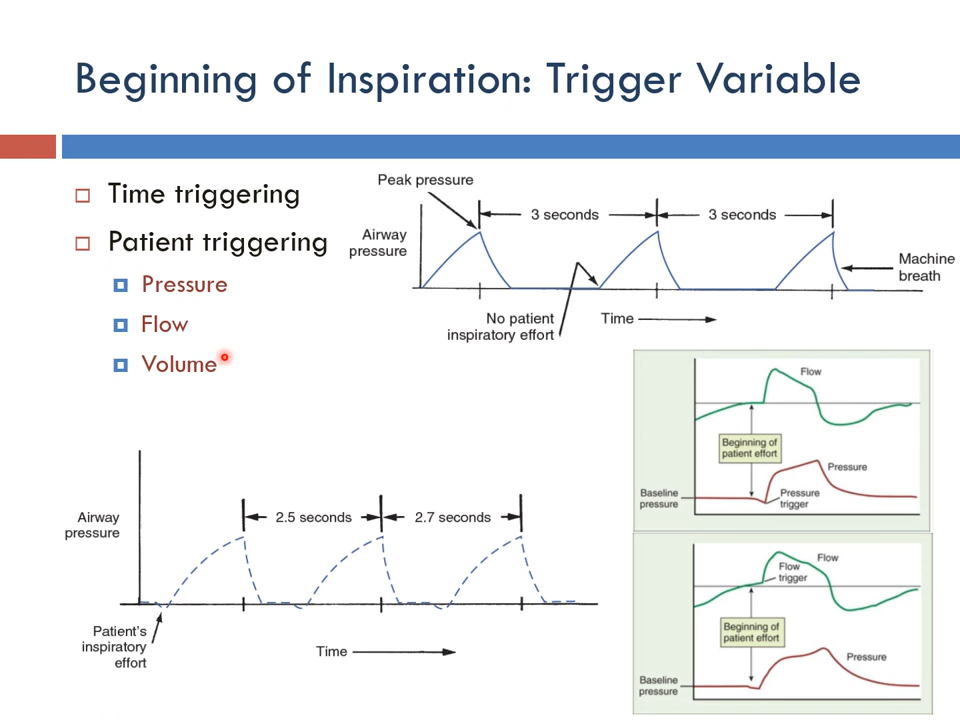 Beginning of Inspiration: Trigger Variable
Time triggering
Patient triggering
Pressure
Flow
Volume
Peak pressure
3 seconds
3 seconds
Airway
pressure
Machine
breath
No patient
inspiratory effort
Time
Flow
Beginning of
patient effort
Pressure
Baseline
pressure
Pressure
trigger
Airway
pressure
2.5 seconds
2.7 seconds
Patient's
inspiratory
effort
Time
Flow
Flow
trigger
Beginning of
patient effort
Pressure
Baseline
pressure